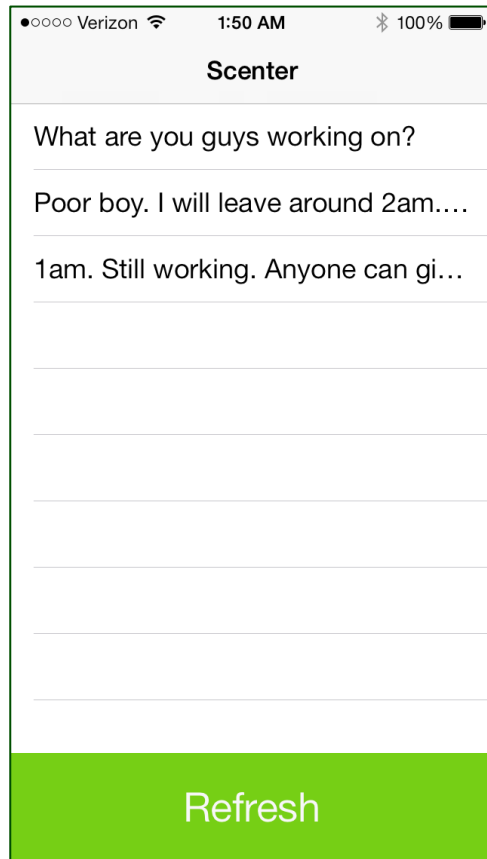 Verizon 1:50 AM 100%
Scenter
What are you guys working on?
Poor boy. I will leave around 2am....
1am. Still working. Anyone can gi...
Refresh